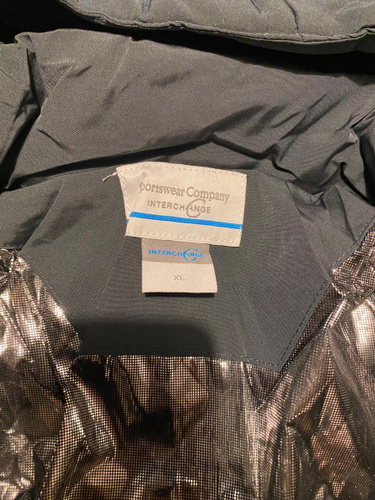 portswear Company
INTERCHANGE
INTERCHANGE
XL